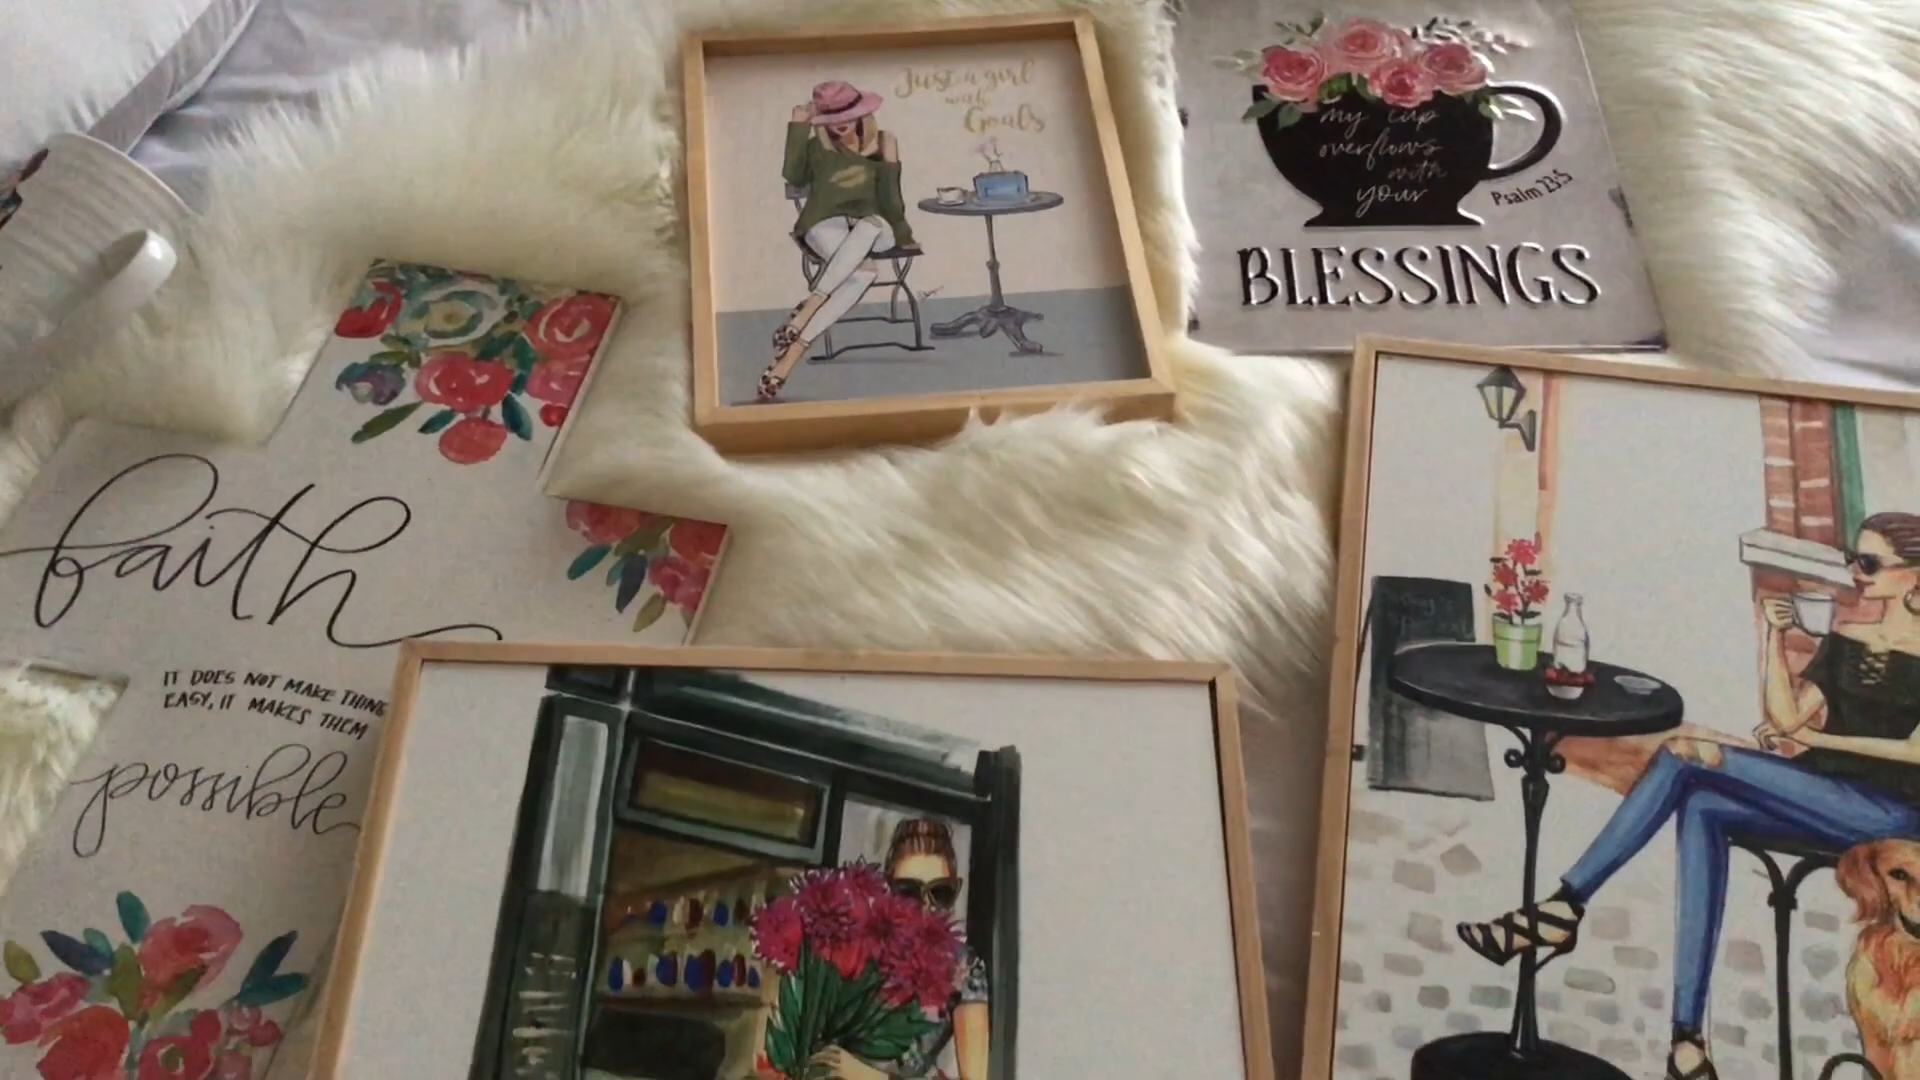 Just a girl
with
Goals
my cup
overflows
with
your
Psalm 23:5
BLESSINGS
faith
IT DOES NOT MAKE THING
EASY, IT MAKES THEM
possible